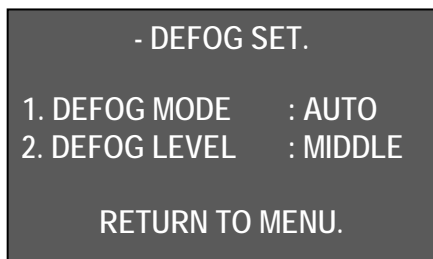 - DEFOG SET.
1. DEFOG MODE : AUTO
2. DEFOG LEVEL : MIDDLE
RETURN TO MENU.